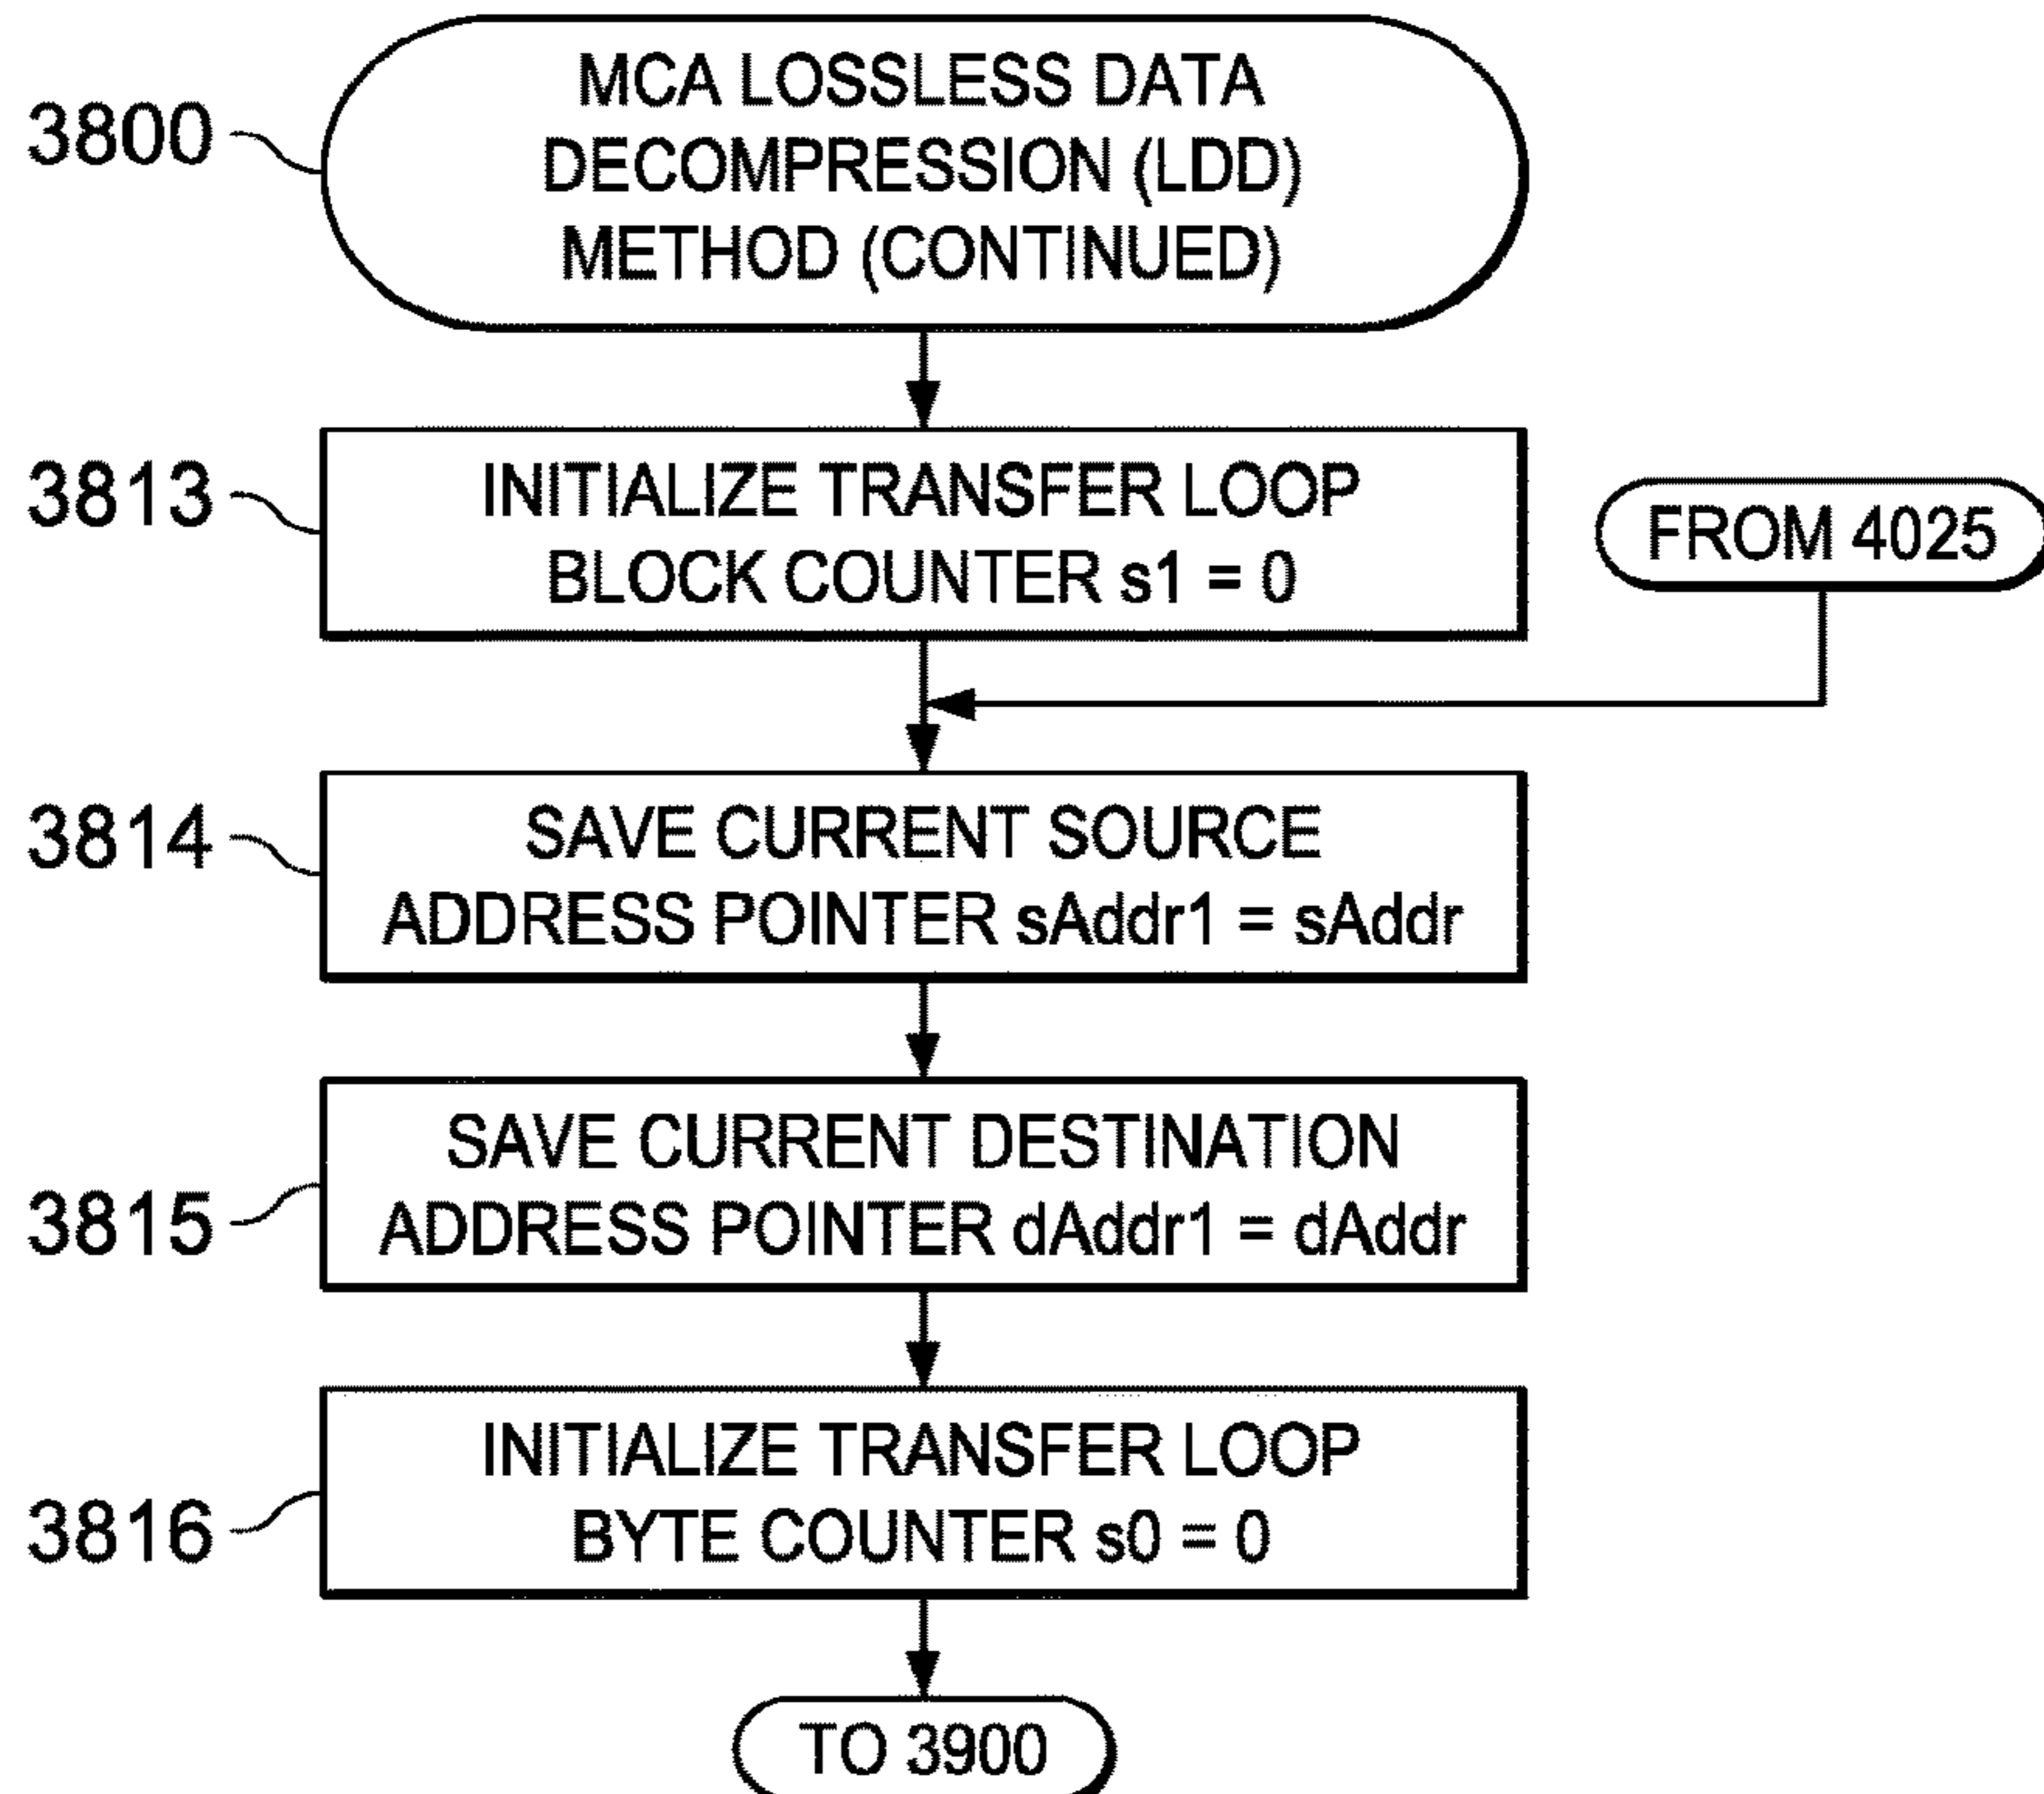 3800
MCA LOSSLESS DATA
DECOMPRESSION (LDD)
METHOD (CONTINUED)
3813
INITIALIZE TRANSFER LOOP
BLOCK COUNTER s1 = 0
FROM 4025
3814
SAVE CURRENT SOURCE
ADDRESS POINTER sAddr1 = sAddr
3815
SAVE CURRENT DESTINATION
ADDRESS POINTER dAddr1 = dAddr
3816
INITIALIZE TRANSFER LOOP
BYTE COUNTER s0 = 0
TO 3900